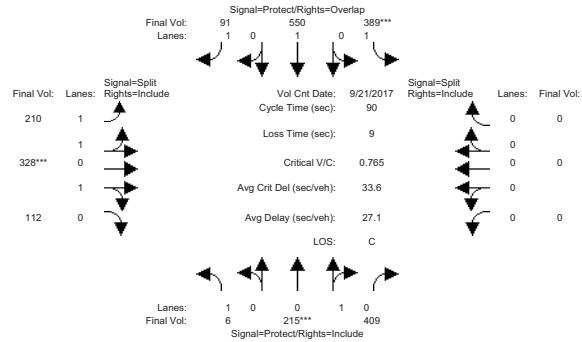 Signal=Protect/Rights=Overlap
Final Vol: 91 550 389***
Lanes: 1 0 1 0 1
Signal=Split
Final Vol: Lanes: Rights=Include Vol Cnt Date: 9/21/2017 Signal=Split
Rights=Include Lanes: Final Vol:
Cycle Time (sec): 90
210 1 0 0
Loss Time (sec): 9
1 0
328*** 0 Critical V/C: 0.765 0 0
1 Avg Crit Del (sec/veh): 33.6 0
112 0 Avg Delay (sec/veh): 27.1 0 0
LOS: C
Lanes: 1 0 0 1 0
Final Vol: 6 215*** 409
Signal=Protect/Rights=Include